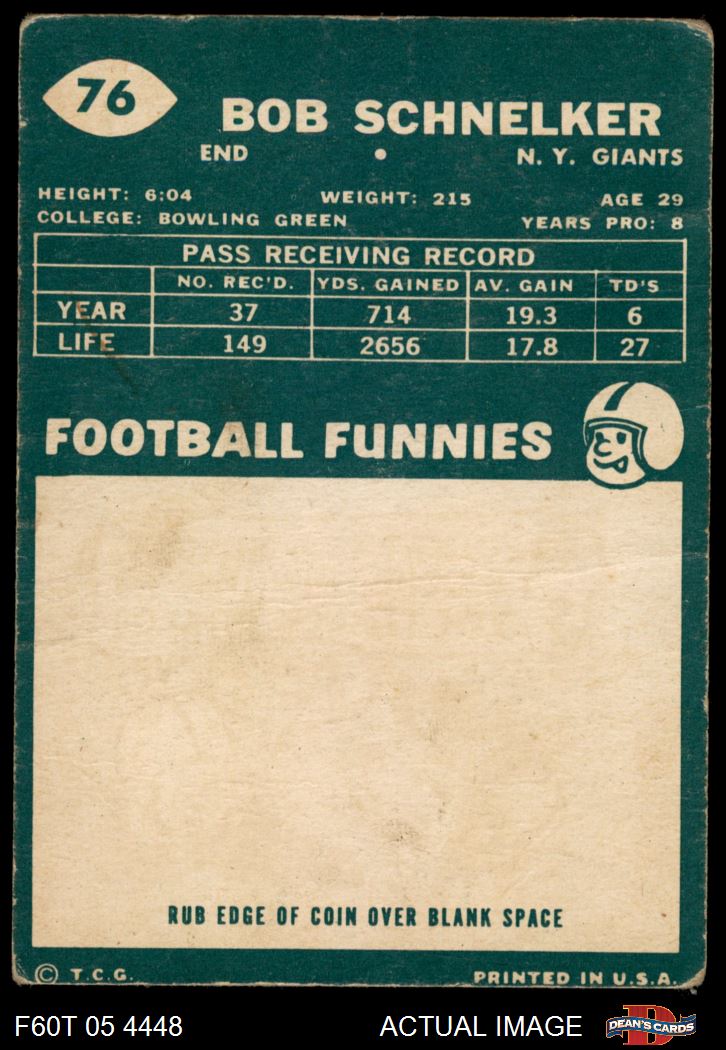 76
BOB SCHNELKER
END • N. Y. GIANTS
HEIGHT: 6:04 WEIGHT: 215 AGE 29
COLLEGE: BOWLING GREEN YEARS PRO: 8
PASS RECEIVING RECORD
NO. REC'D. YDS. GAINED AV. GAIN TD'S
YEAR 37 714 19.3 6
LIFE 149 2656 17.8 27
FOOTBALL FUNNIES
RUB EDGE OF COIN OVER BLANK SPACE
© T.C.G. PRINTED IN U.S.A.
F60T 05 4448 ACTUAL IMAGE DEAN'S CARDS